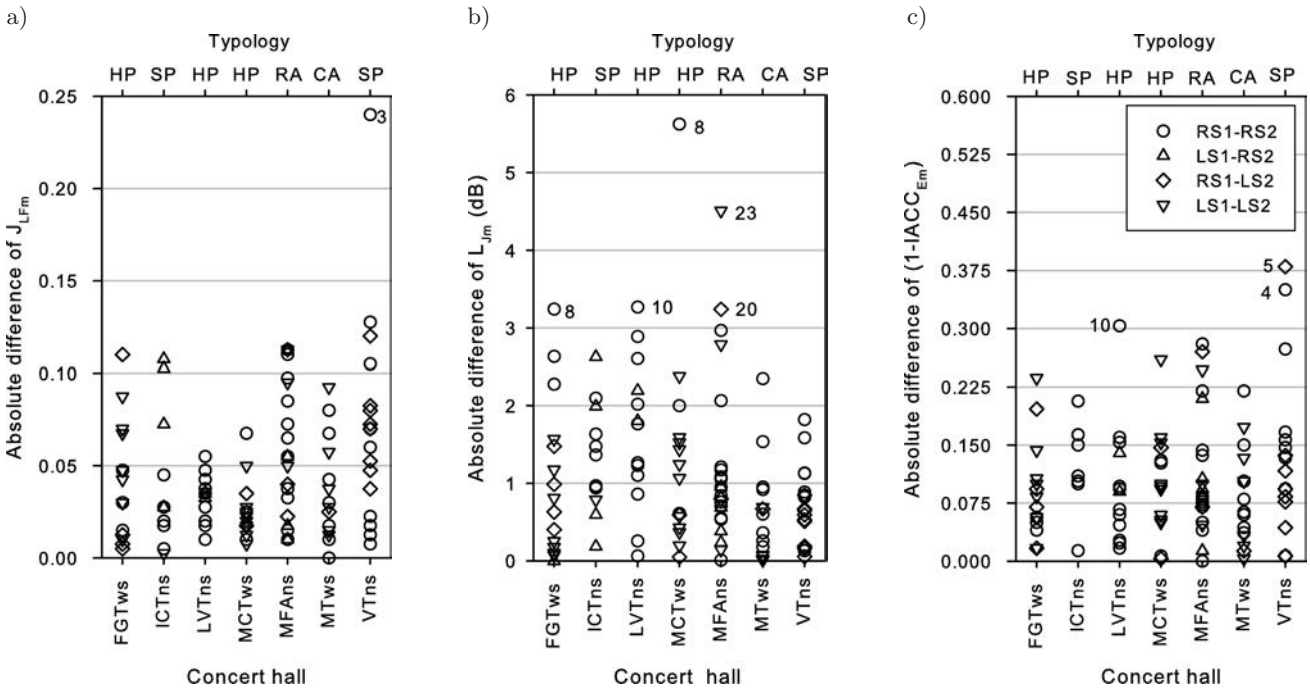 a)
Typology
HP SP HP HP RA CA SP
0.25
0.20
0.15
0.10
0.05
0.00
Absolute difference of J_LFm
3
FGTws ICTns LVTns MCTws MFAns MTws VTns
Concert hall
b)
Typology
HP SP HP HP RA CA SP
6
5
4
3
2
1
0
Absolute difference of L_Jm (dB)
8
23
8
10
20
FGTws ICTns LVTns MCTws MFAns MTws VTns
Concert hall
c)
Typology
HP SP HP HP RA CA SP
0.600
0.525
0.450
0.375
0.300
0.225
0.150
0.075
0.000
Absolute difference of (1-IACC_Em)
RS1-RS2
LS1-RS2
RS1-LS2
LS1-LS2
5
4
10
FGTws ICTns LVTns MCTws MFAns MTws VTns
Concert hall